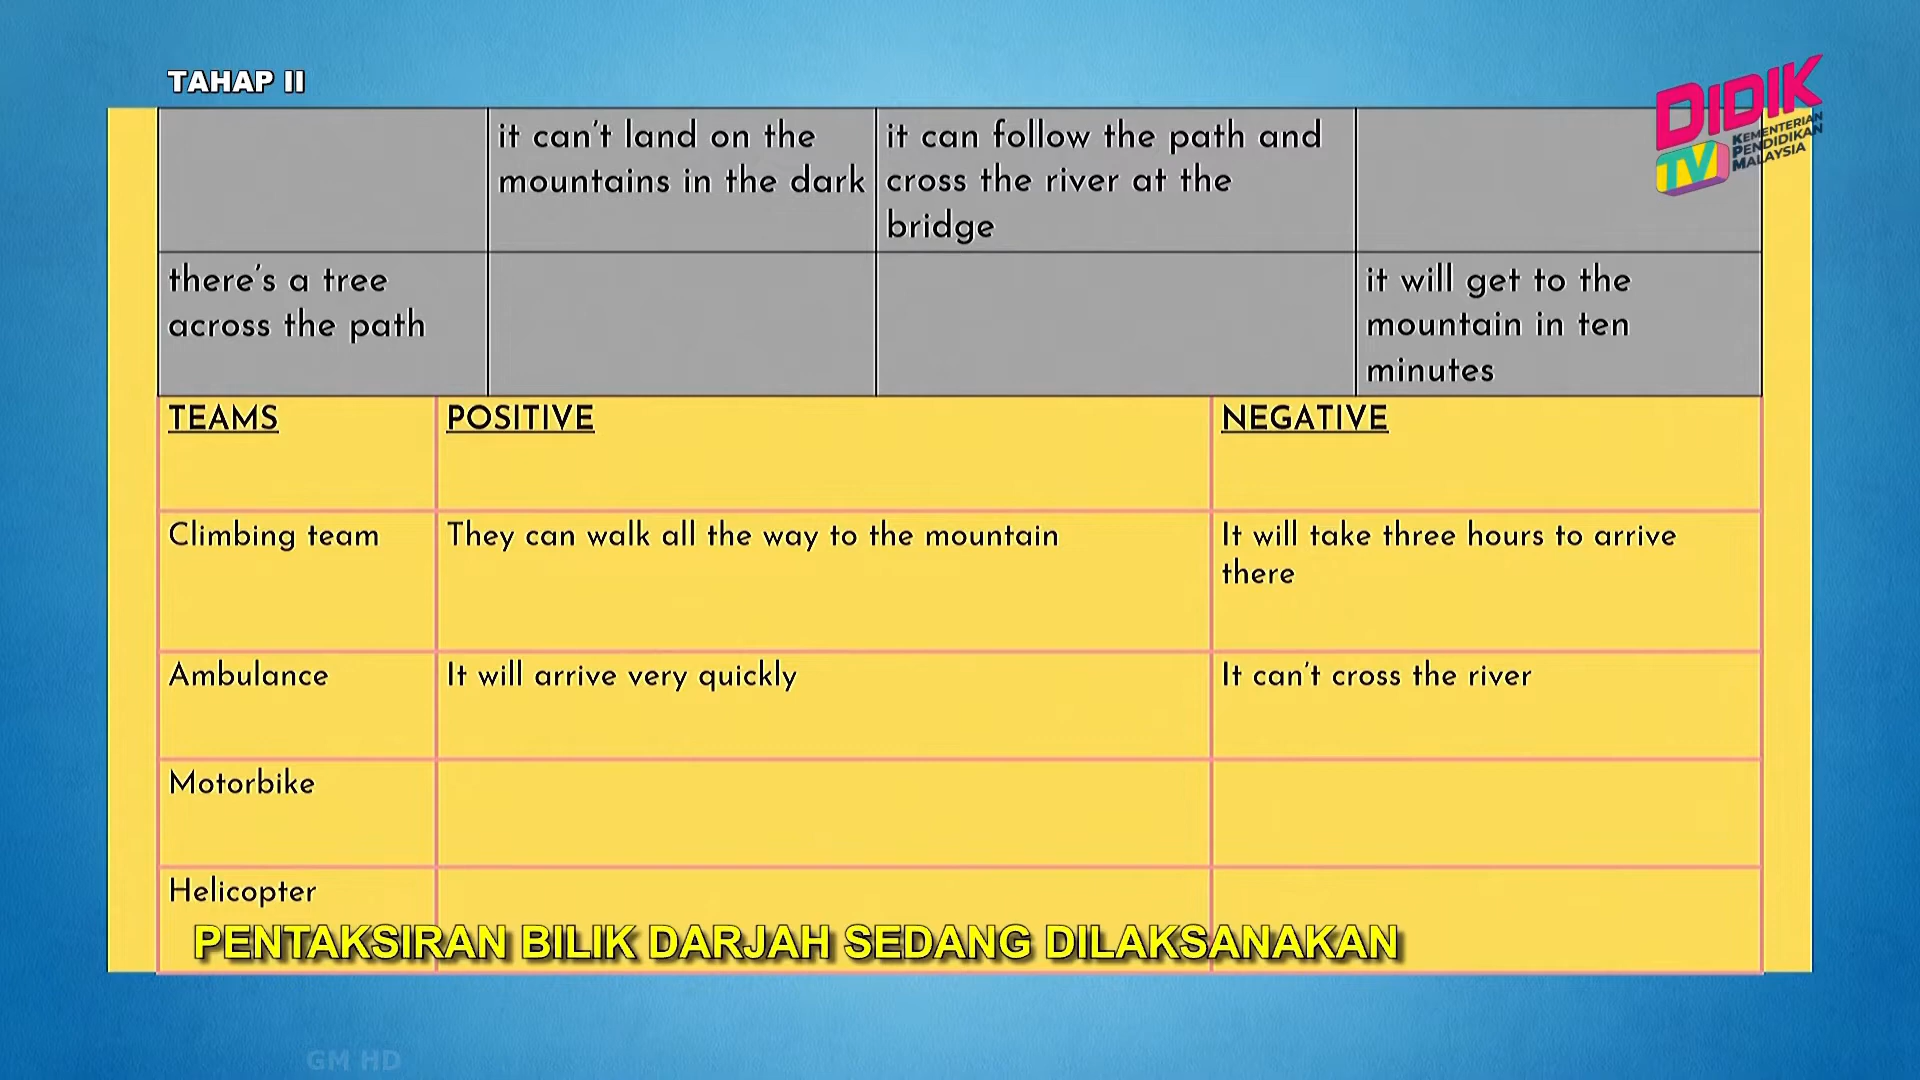 TAHAP II
DIDIK
TV
KEMENTERIAN
PENDIDIKAN
MALAYSIA
it can't land on the
mountains in the dark
it can follow the path and
cross the river at the
bridge
there's a tree
across the path
it will get to the
mountain in ten
minutes
TEAMS
POSITIVE
NEGATIVE
Climbing team
They can walk all the way to the mountain
It will take three hours to arrive
there
Ambulance
It will arrive very quickly
It can't cross the river
Motorbike
Helicopter
PENTAKSIRAN BILIK DARJAH SEDANG DILAKSANAKAN
GM HD